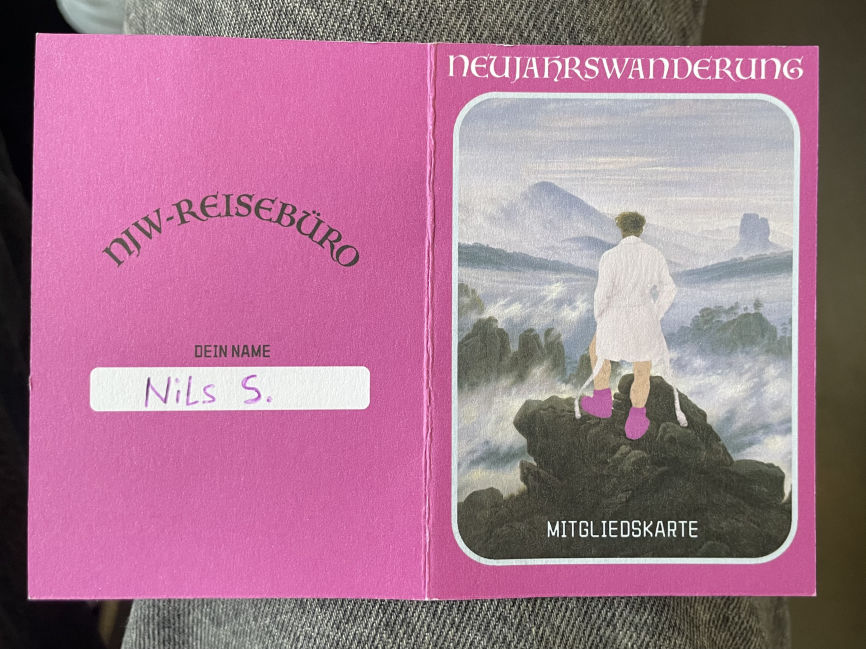 NJW-REISEBÜRO
DEIN NAME
NiLs S.
NEUJAHRSWANDERUNG
MITGLIEDSKARTE